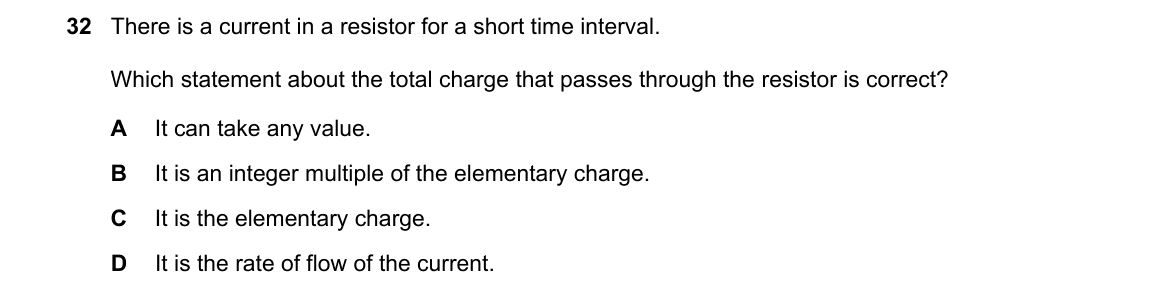 32 There is a current in a resistor for a short time interval.
Which statement about the total charge that passes through the resistor is correct?
A It can take any value.
B It is an integer multiple of the elementary charge.
C It is the elementary charge.
D It is the rate of flow of the current.